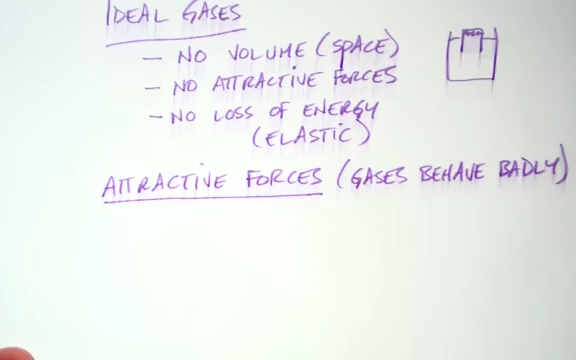 IDEAL GASES
- NO VOLUME (SPACE)
- NO ATTRACTIVE FORCES
- NO LOSS OF ENERGY
(ELASTIC)
ATTRACTIVE FORCES (GASES BEHAVE BADLY)